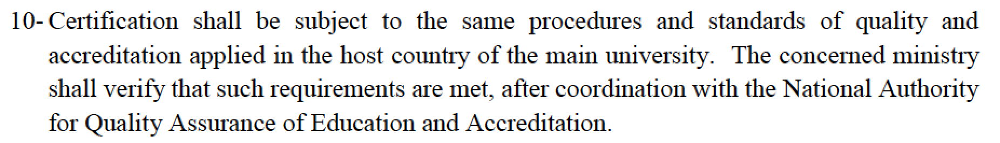 10- Certification shall be subject to the same procedures and standards of quality and
accreditation applied in the host country of the main university.  The concerned ministry
shall verify that such requirements are met, after coordination with the National Authority
for Quality Assurance of Education and Accreditation.